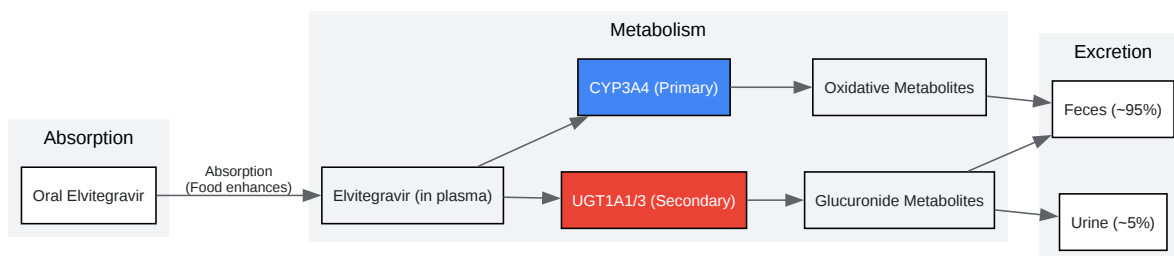 Metabolism
Excretion
Absorption
CYP3A4 (Primary)
Oxidative Metabolites
Feces (~95%)
Absorption
(Food enhances)
Oral Elvitegravir
Elvitegravir (in plasma)
UGT1A1/3 (Secondary)
Glucuronide Metabolites
Urine (~5%)